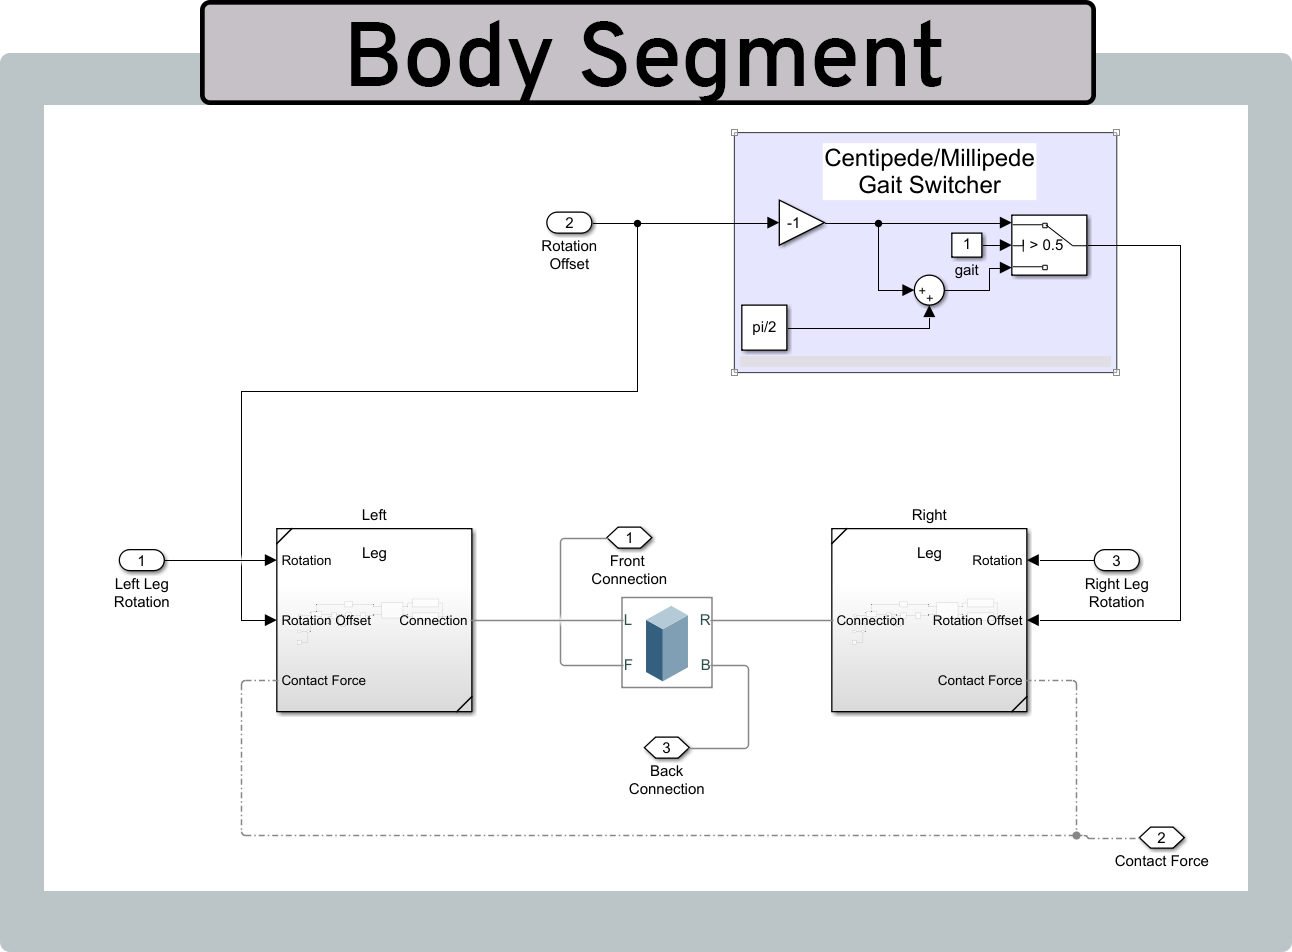 Body Segment
Centipede/Millipede
Gait Switcher
2
Rotation
Offset
-1
1
gait
> 0.5
+
+
pi/2
Left
Leg
Rotation
Rotation Offset
Connection
Contact Force
1
Left Leg
Rotation
1
Front
Connection
L
R
F
B
3
Back
Connection
Right
Leg
Rotation
Connection
Rotation Offset
Contact Force
3
Right Leg
Rotation
2
Contact Force